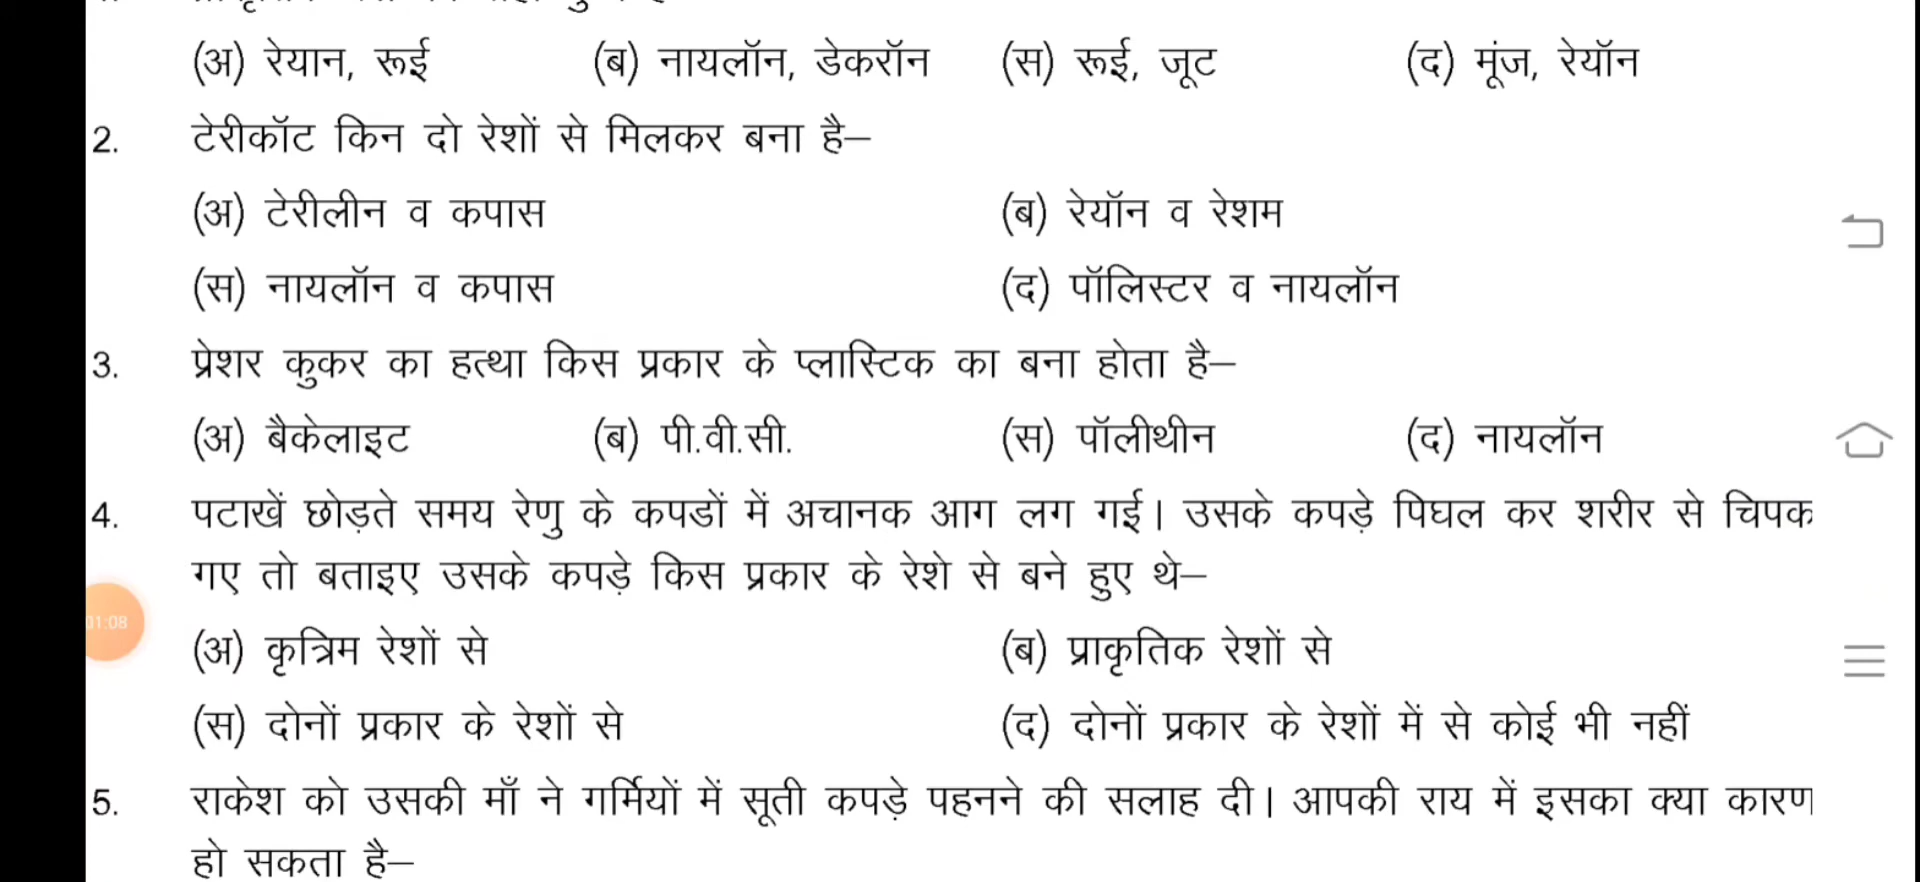 (अ) रेयान, रूई (ब) नायलॉन, डेकरॉन (स) रूई, जूट (द) मूंज, रेयॉन
2. टेरीकॉट किन दो रेशों से मिलकर बना है–
(अ) टेरीलीन व कपास (ब) रेयॉन व रेशम
(स) नायलॉन व कपास (द) पॉलिस्टर व नायलॉन
3. प्रेशर कुकर का हत्था किस प्रकार के प्लास्टिक का बना होता है–
(अ) बैकेलाइट (ब) पी.वी.सी. (स) पॉलीथीन (द) नायलॉन
4. पटाखें छोड़ते समय रेणु के कपडों में अचानक आग लग गई। उसके कपड़े पिघल कर शरीर से चिपक
गए तो बताइए उसके कपड़े किस प्रकार के रेशे से बने हुए थे–
01:08
(अ) कृत्रिम रेशों से (ब) प्राकृतिक रेशों से
(स) दोनों प्रकार के रेशों से (द) दोनों प्रकार के रेशों में से कोई भी नहीं
5. राकेश को उसकी माँ ने गर्मियों में सूती कपड़े पहनने की सलाह दी। आपकी राय में इसका क्या कारण
हो सकता है–